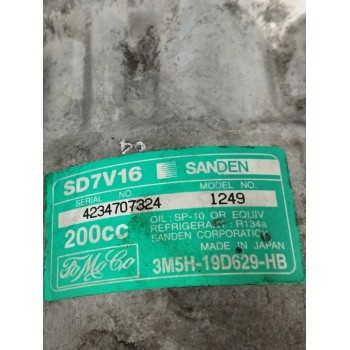 SD7V16 SANDEN
SERIAL NO. MODEL NO.
4234707324 1249
200CC OIL : SP-10 OR EQUIV.
REFRIGERANT : R134a
SANDEN CORPORATION
MADE IN JAPAN
FoMoCo 3M5H-19D629-HB